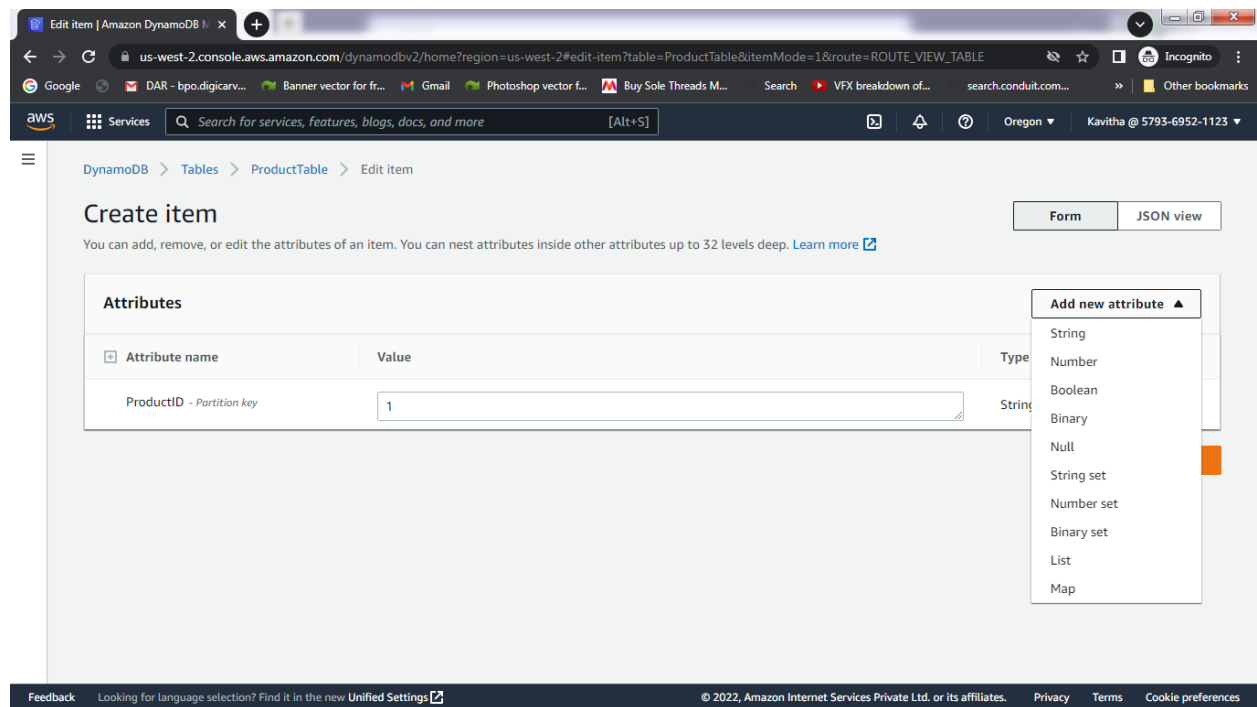 Edit item | Amazon DynamoDB M
us-west-2.console.aws.amazon.com/dynamodbv2/home?region=us-west-2#edit-item?table=ProductTable&itemMode=1&route=ROUTE_VIEW_TABLE Incognito
Google DAR - bpo.digicarv... Banner vector for fr... Gmail Photoshop vector f... Buy Sole Threads M... Search VFX breakdown of... search.conduit.com... » Other bookmarks
aws Services Search for services, features, blogs, docs, and more [Alt+S] Oregon Kavitha @ 5793-6952-1123
DynamoDB > Tables > ProductTable > Edit item
Create item Form JSON view
You can add, remove, or edit the attributes of an item. You can nest attributes inside other attributes up to 32 levels deep. Learn more
Attributes Add new attribute
Attribute name Value Type
ProductID - Partition key 1 String
String
Number
Boolean
Binary
Null
String set
Number set
Binary set
List
Map
Feedback Looking for language selection? Find it in the new Unified Settings © 2022, Amazon Internet Services Private Ltd. or its affiliates. Privacy Terms Cookie preferences